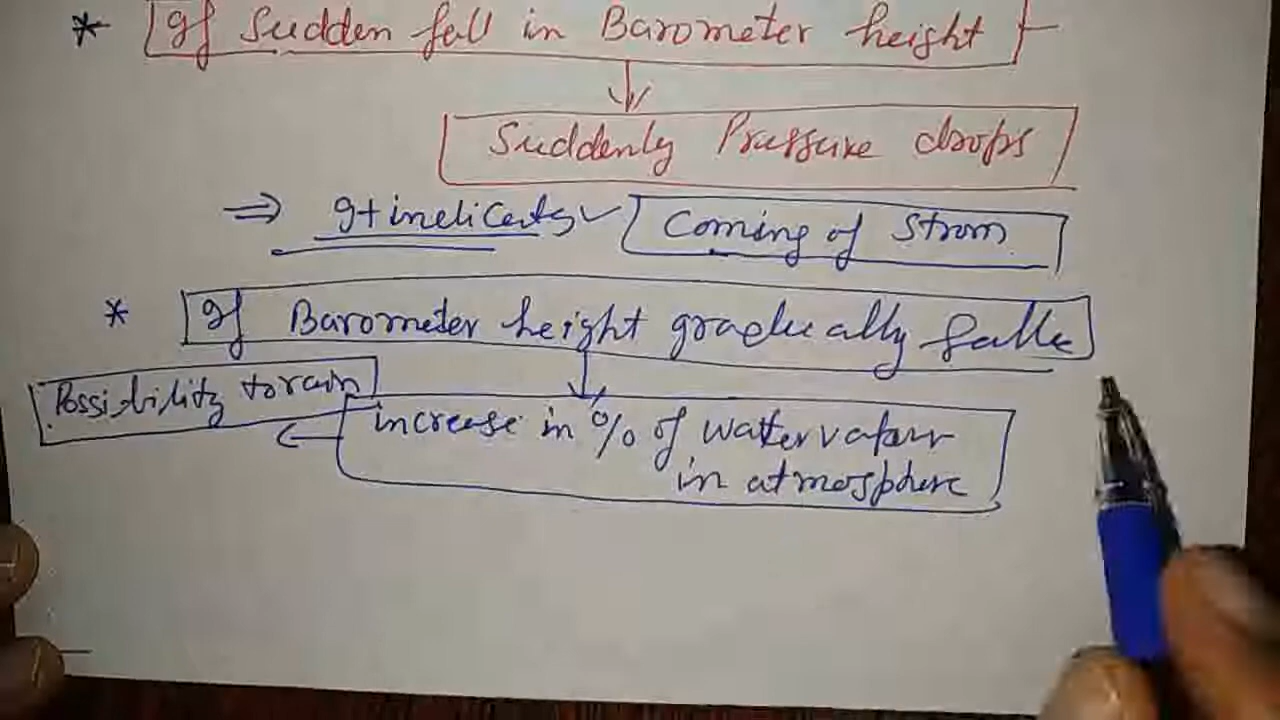 * If Sudden fall in Barometer height
Suddenly Pressure drops
⇒ It indicates Coming of Strom
* If Barometer height gradually falls
Possibility to rain
increase in % of water vapour
in atmosphere